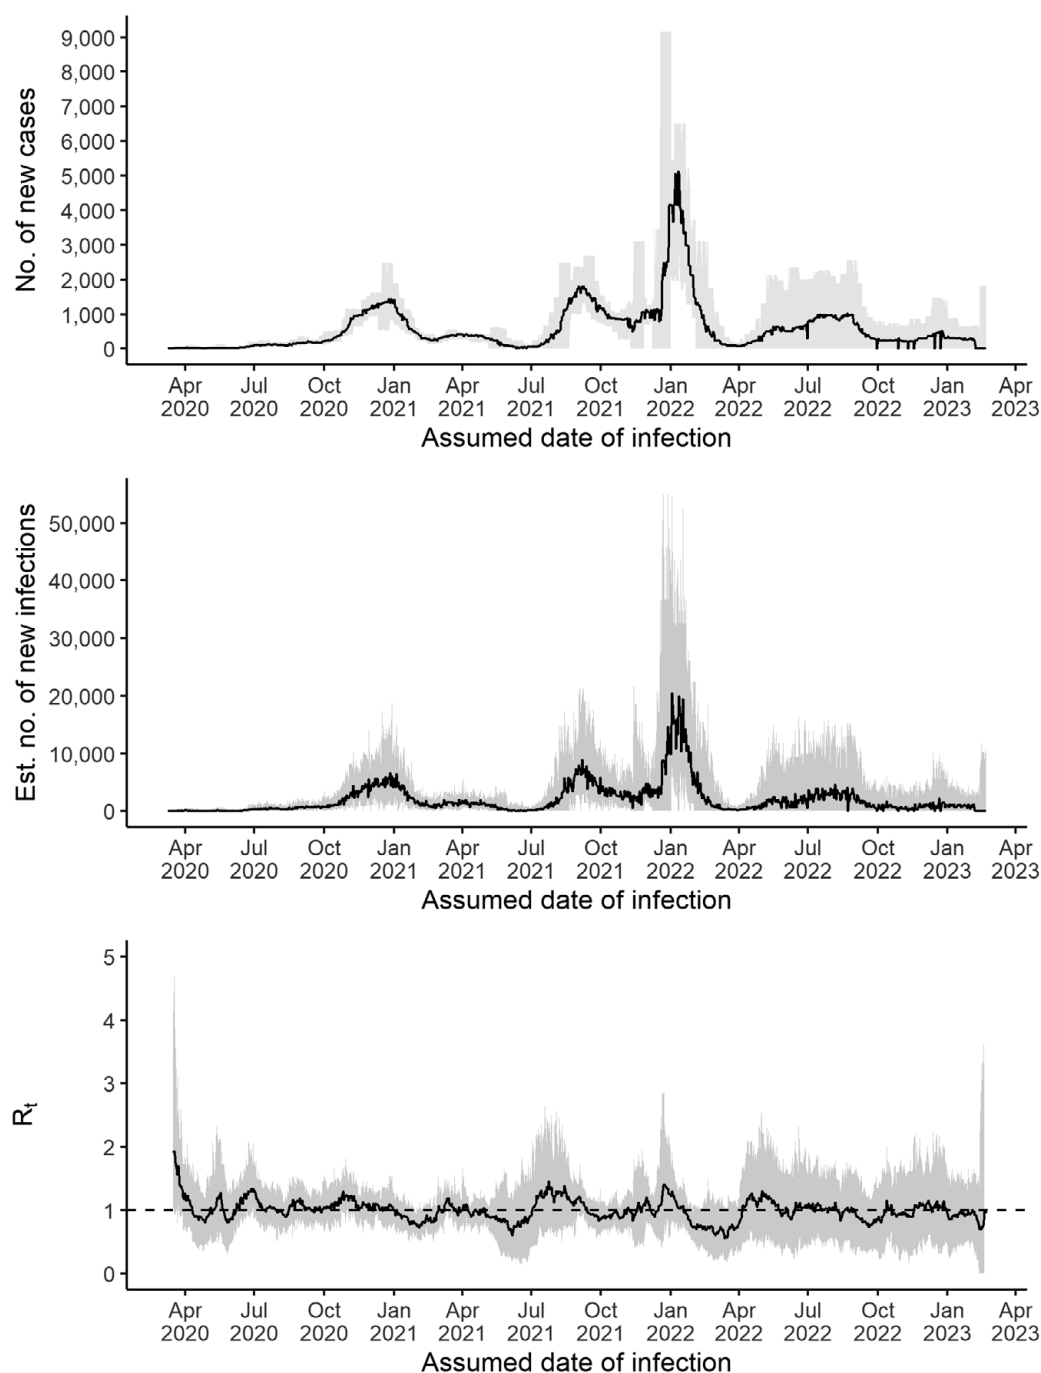 No. of new cases
9,000
8,000
7,000
6,000
5,000
4,000
3,000
2,000
1,000
0
Apr Jul Oct Jan Apr Jul Oct Jan Apr Jul Oct Jan Apr
2020 2020 2020 2021 2021 2021 2021 2022 2022 2022 2022 2023 2023
Assumed date of infection
Est. no. of new infections
50,000
40,000
30,000
20,000
10,000
0
Apr Jul Oct Jan Apr Jul Oct Jan Apr Jul Oct Jan Apr
2020 2020 2020 2021 2021 2021 2021 2022 2022 2022 2022 2023 2023
Assumed date of infection
Rt
5
4
3
2
1
0
Apr Jul Oct Jan Apr Jul Oct Jan Apr Jul Oct Jan Apr
2020 2020 2020 2021 2021 2021 2021 2022 2022 2022 2022 2023 2023
Assumed date of infection